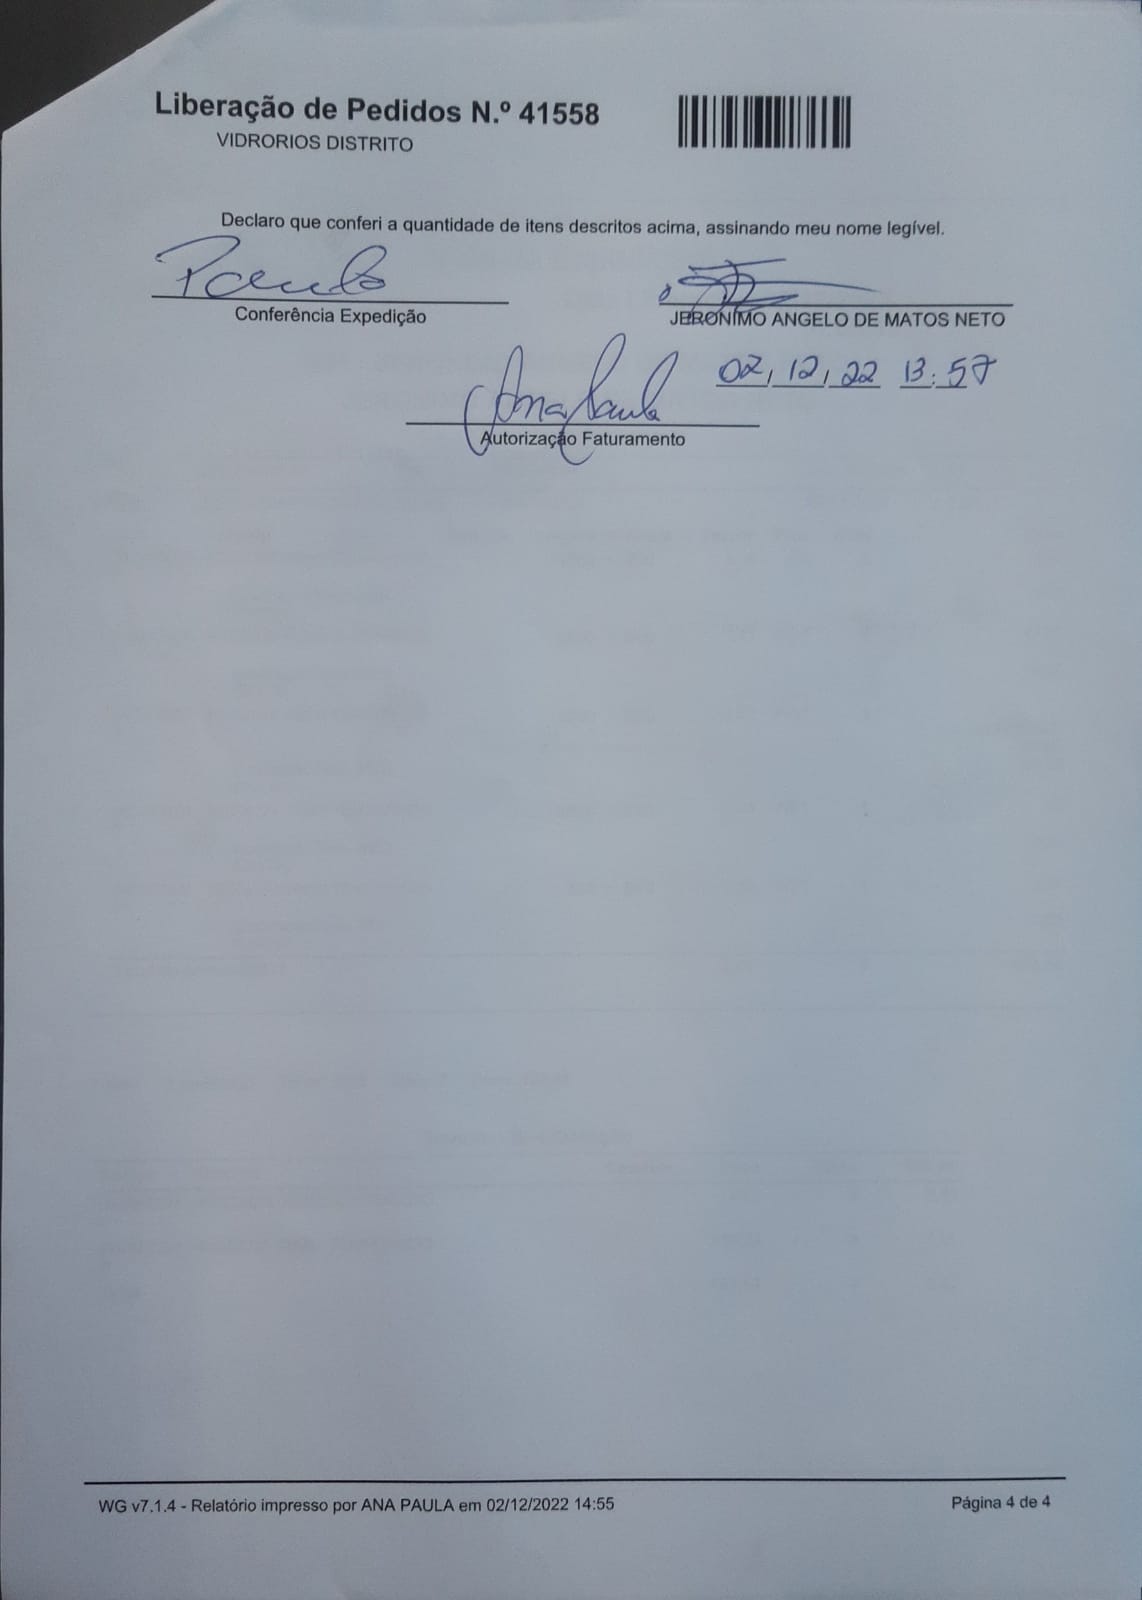 Liberação de Pedidos N.º 41558
VIDRORIOS DISTRITO
Declaro que conferi a quantidade de itens descritos acima, assinando meu nome legível.
Paulo
Conferência Expedição
JERONIMO ANGELO DE MATOS NETO
02, 12, 22 13:57
Ana Paula
Autorização Faturamento
WG v7.1.4 - Relatório impresso por ANA PAULA em 02/12/2022 14:55
Página 4 de 4